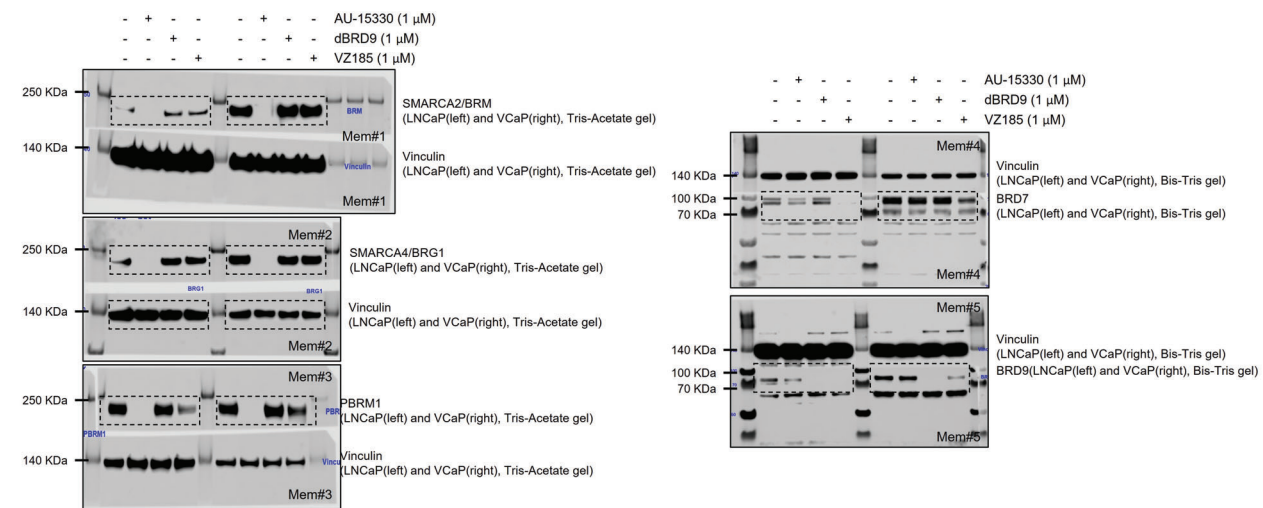 - + - - - + - - AU-15330 (1 µM)
- - + - - - + - dBRD9 (1 µM)
- - - + - - - + VZ185 (1 µM)
250 KDa
SMARCA2/BRM
(LNCaP(left) and VCaP(right), Tris-Acetate gel)
BRM
Mem#1
140 KDa
Vinculin
(LNCaP(left) and VCaP(right), Tris-Acetate gel)
Vinculin
Mem#1
Mem#2
250 KDa
SMARCA4/BRG1
(LNCaP(left) and VCaP(right), Tris-Acetate gel)
BRG1 BRG1
140 KDa
Vinculin
(LNCaP(left) and VCaP(right), Tris-Acetate gel)
Mem#2
Mem#3
250 KDa
PBRM1
(LNCaP(left) and VCaP(right), Tris-Acetate gel)
PBR
PBRM1
140 KDa
Vinculin
(LNCaP(left) and VCaP(right), Tris-Acetate gel)
Vincu
Mem#3
- + - - - + - - AU-15330 (1 µM)
- - + - - - + - dBRD9 (1 µM)
- - - + - - - + VZ185 (1 µM)
Mem#4
140 KDa
Vinculin
(LNCaP(left) and VCaP(right), Bis-Tris gel)
100 KDa
BRD7
70 KDa
(LNCaP(left) and VCaP(right), Bis-Tris gel)
Mem#4
Mem#5
140 KDa
Vinculin
(LNCaP(left) and VCaP(right), Bis-Tris gel)
100 KDa
BRD9(LNCaP(left) and VCaP(right), Bis-Tris gel)
70 KDa
Mem#5